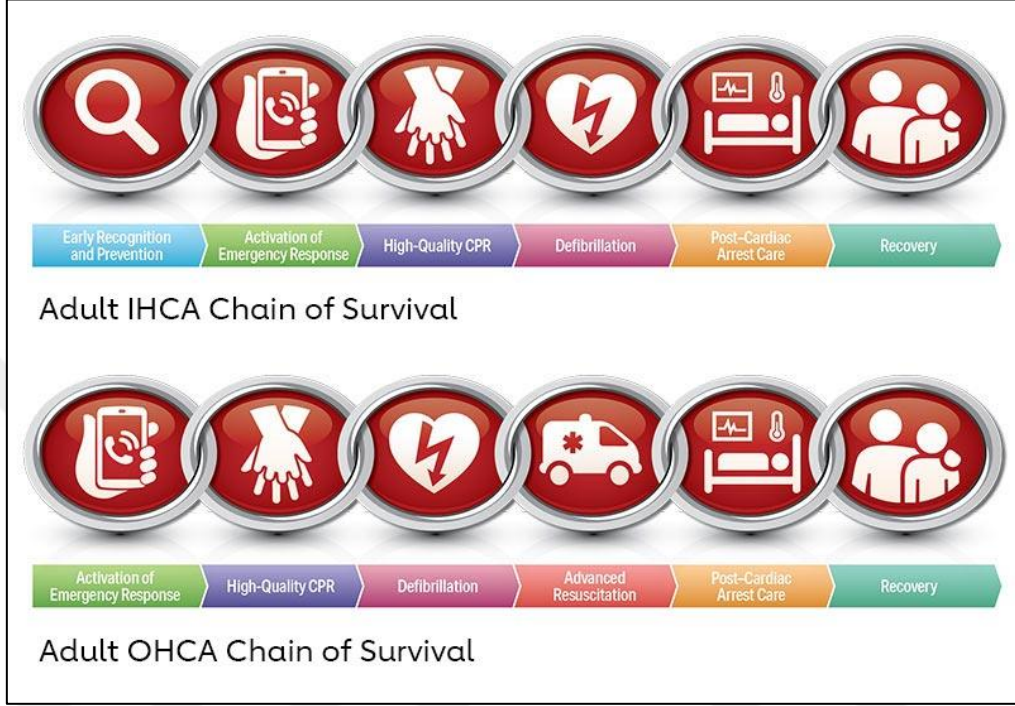 Early Recognition
and Prevention
Activation of
Emergency Response
High-Quality CPR
Defibrillation
Post-Cardiac
Arrest Care
Recovery
Adult IHCA Chain of Survival
Activation of
Emergency Response
High-Quality CPR
Defibrillation
Advanced
Resuscitation
Post-Cardiac
Arrest Care
Recovery
Adult OHCA Chain of Survival